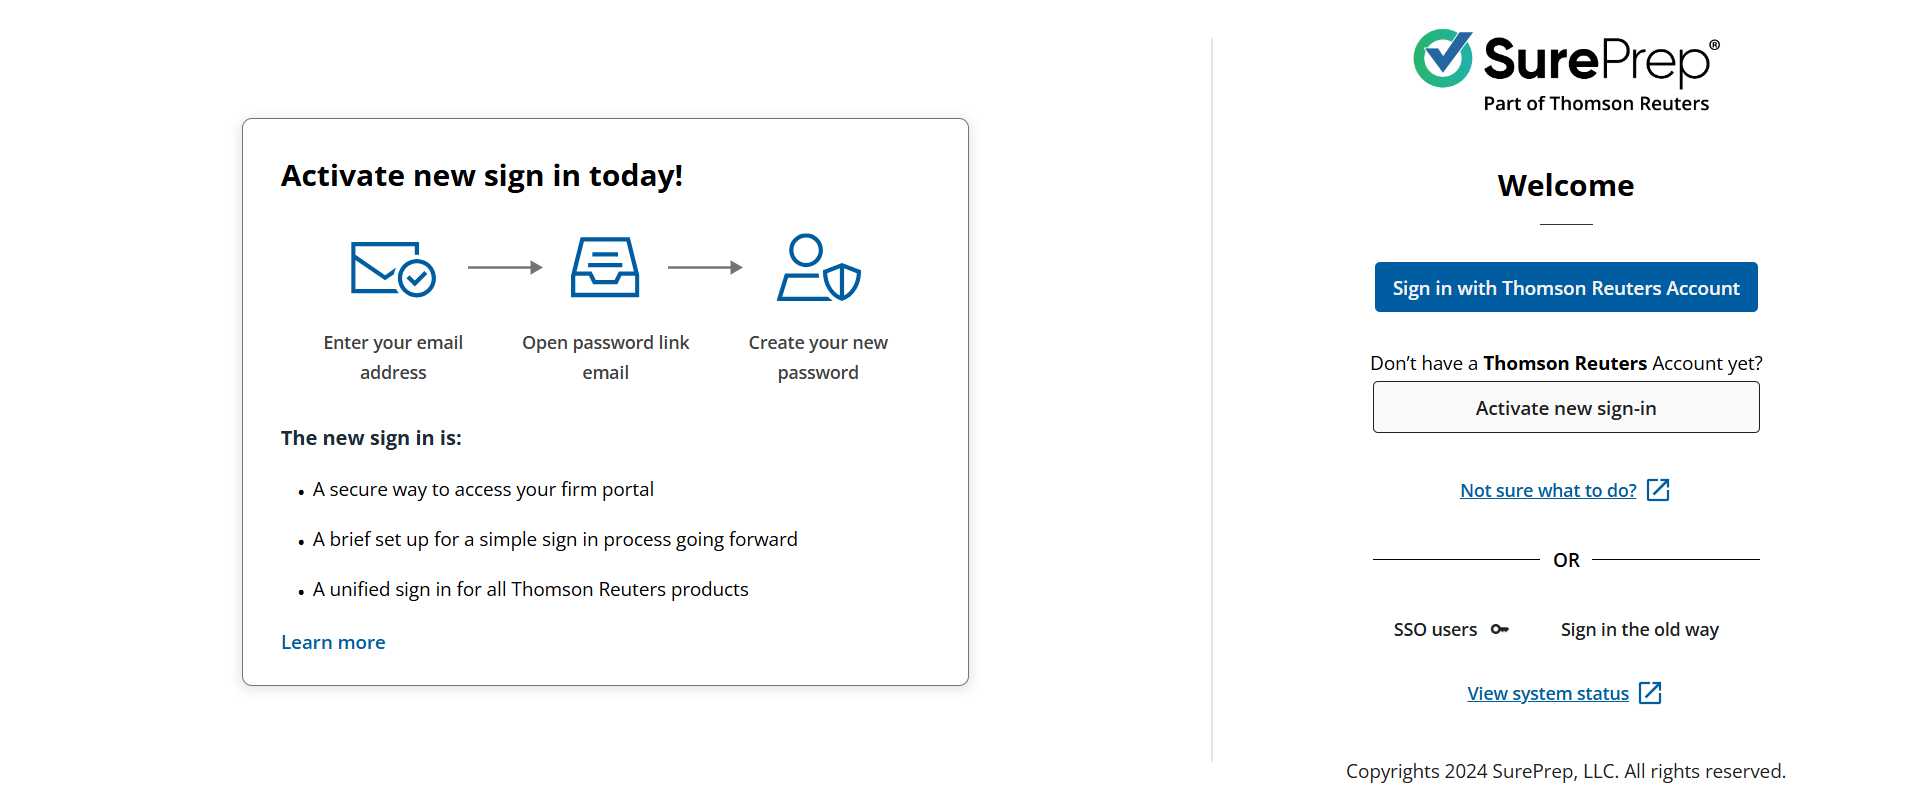 Activate new sign in today!
Enter your email
address
Open password link
email
Create your new
password
The new sign in is:
• A secure way to access your firm portal
• A brief set up for a simple sign in process going forward
• A unified sign in for all Thomson Reuters products
Learn more
SurePrep®
Part of Thomson Reuters
Welcome
Sign in with Thomson Reuters Account
Don’t have a Thomson Reuters Account yet?
Activate new sign-in
Not sure what to do?
OR
SSO users
Sign in the old way
View system status
Copyrights 2024 SurePrep, LLC. All rights reserved.